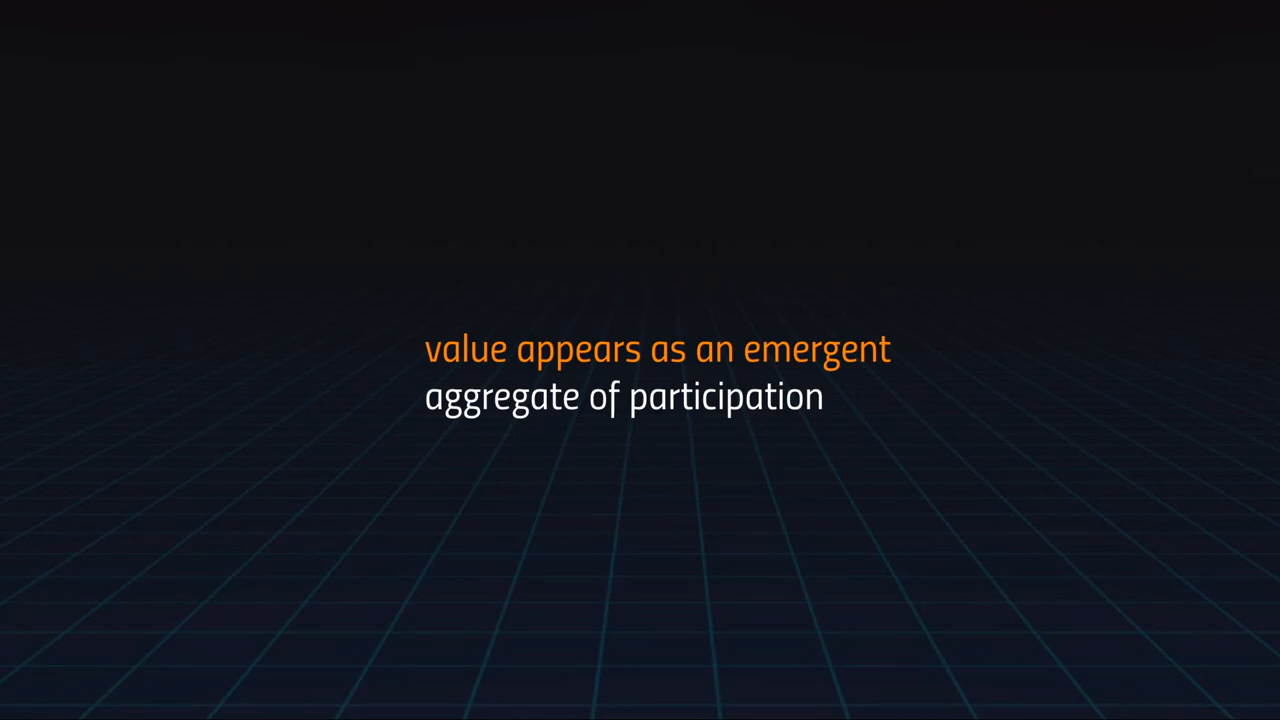 value appears as an emergent
aggregate of participation